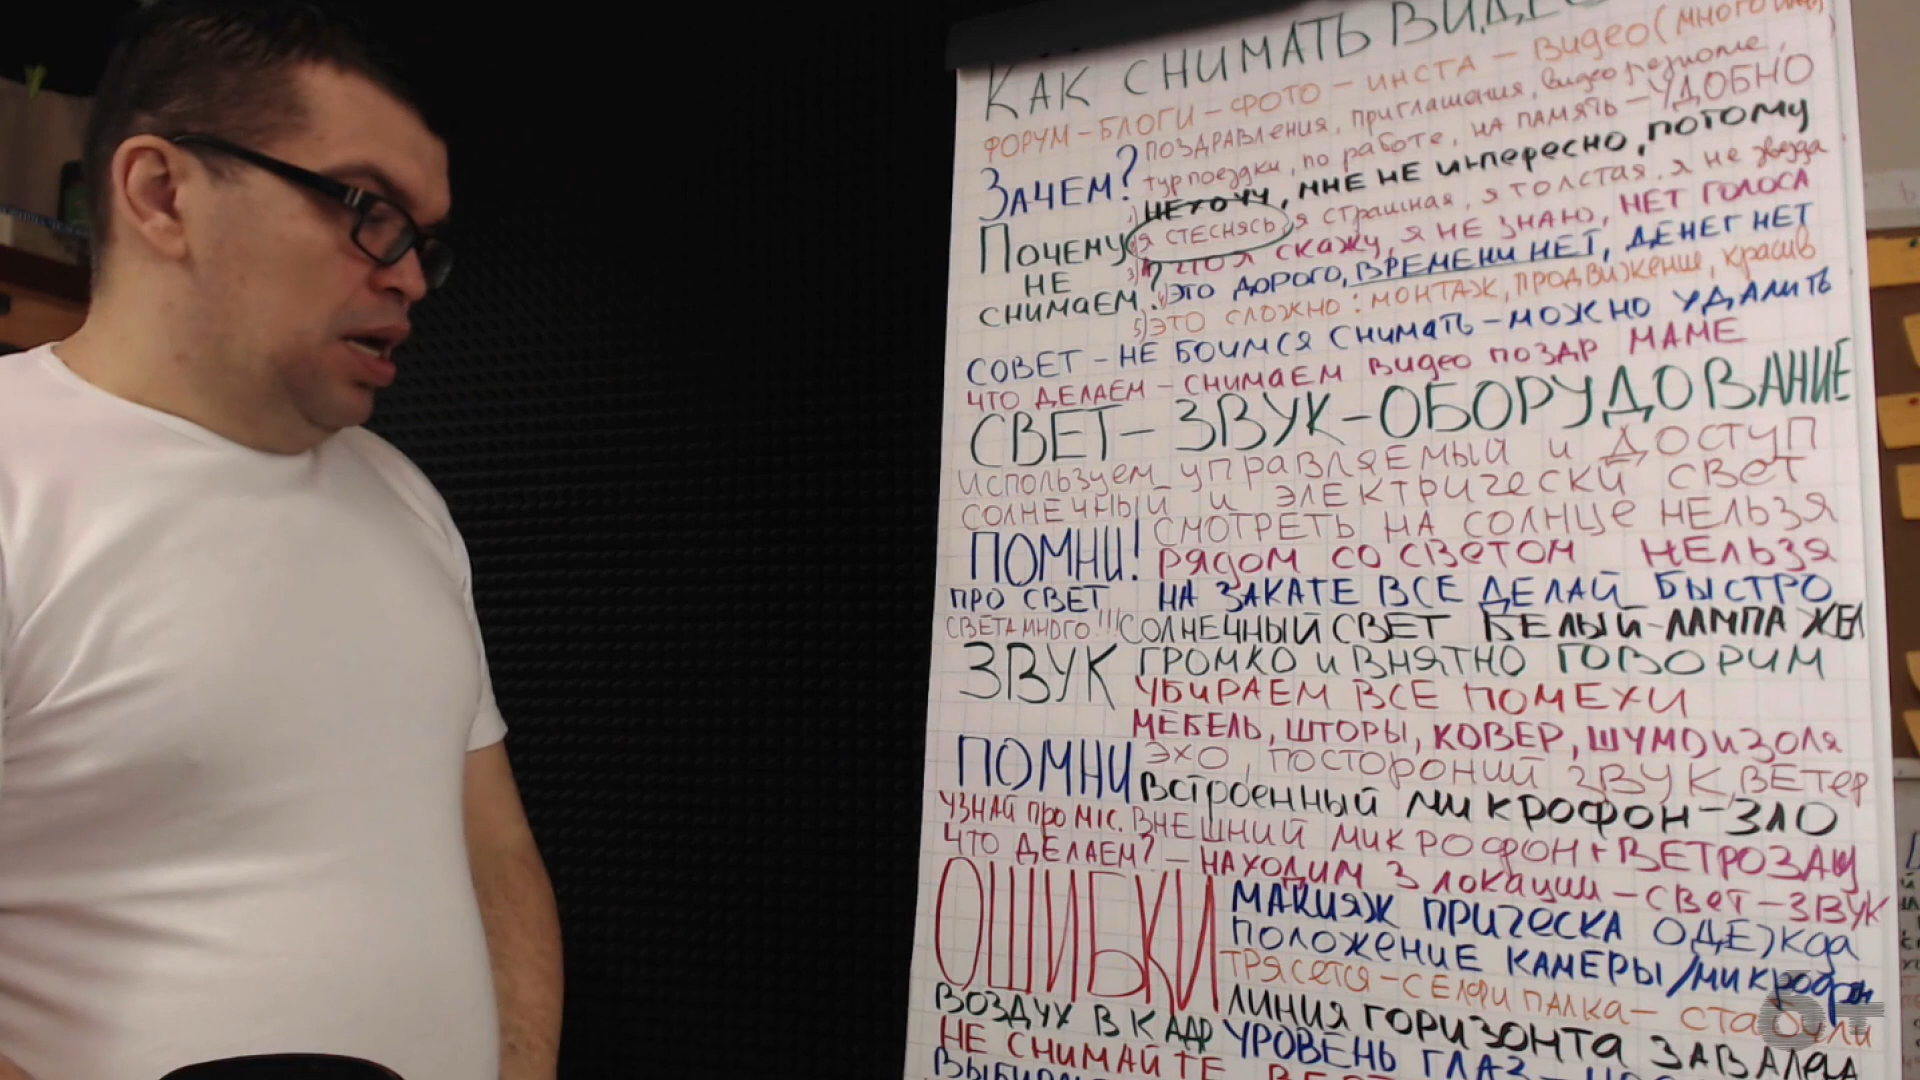 КАК СНИМАТЬ ВИДЕО
ФОРУМ - БЛОГИ - ФОТО - ИНСТА - ВИДЕО (МНОГО
ЗАЧЕМ? ПОЗДРАВЛЕНИЯ, ПРИГЛАШЕНИЯ, ВИДЕО РЕЗЮМЕ,
ТУР ПОЕЗДКИ, ПО РАБОТЕ, НА ПАМЯТЬ - УДОБНО
ПОЧЕМУ НЕ СНИМАЕМ?
1) НЕ ХОЧУ, МНЕ НЕ ИНТЕРЕСНО, ПОТОМУ
Я СТЕСНЯСЬ Я СТРАШНАЯ, Я ТОЛСТАЯ, Я НЕ ЗВЕЗДА
3) ЧТО Я СКАЖУ, Я НЕ ЗНАЮ, НЕТ ГОЛОСА
4) ЭТО ДОРОГО, ВРЕМЕНИ НЕТ, ДЕНЕГ НЕТ
5) ЭТО СЛОЖНО: МОНТАЖ, ПРОДВИЖЕНИЕ, КРАСИВ
СОВЕТ - НЕ БОИМСЯ СНИМАТЬ - МОЖНО УДАЛИТЬ
ЧТО ДЕЛАЕМ - СНИМАЕМ ВИДЕО ПОЗДР МАМЕ
СВЕТ - ЗВУК - ОБОРУДОВАНИЕ
ИСПОЛЬЗУЕМ УПРАВЛЯЕМЫЙ И ДОСТУП
СОЛНЕЧНЫЙ И ЭЛЕКТРИЧЕСКИЙ СВЕТ
ПОМНИ! СМОТРЕТЬ НА СОЛНЦЕ НЕЛЬЗЯ
РЯДОМ СО СВЕТОМ НЕЛЬЗЯ
ПРО СВЕТ НА ЗАКАТЕ ВСЕ ДЕЛАЙ БЫСТРО
СВЕТА МНОГО!!! СОЛНЕЧНЫЙ СВЕТ БЕЛЫЙ - ЛАМПА ЖЕЛ
ЗВУК ГРОМКО И ВНЯТНО ГОВОРИМ
УБИРАЕМ ВСЕ ПОМЕХИ
МЕБЕЛЬ, ШТОРЫ, КОВЕР, ШУМОИЗОЛЯ
ПОМНИ ЭХО, ПОСТОРОНИЙ ЗВУК, ВЕТЕР
ВСТРОЕННЫЙ МИКРОФОН - ЗЛО
УЗНАЙ ПРО MIC. ВНЕШНИЙ МИКРОФОН + ВЕТРОЗАЩ
ЧТО ДЕЛАЕМ? - НАХОДИМ 3 ЛОКАЦИИ - СВЕТ - ЗВУК
ОШИБКИ МАКИЯЖ ПРИЧЕСКА ОДЕЖДА
ПОЛОЖЕНИЕ КАМЕРЫ/МИКРОФОН
ТРЯСЕТСЯ - СЕЛФИ ПАЛКА -
ЛИНИЯ ГОРИЗОНТА ЗАВАЛЕНА
ВОЗДУХ В КАДР УРОВЕНЬ ГЛАЗ -
НЕ СНИМАЙТЕ